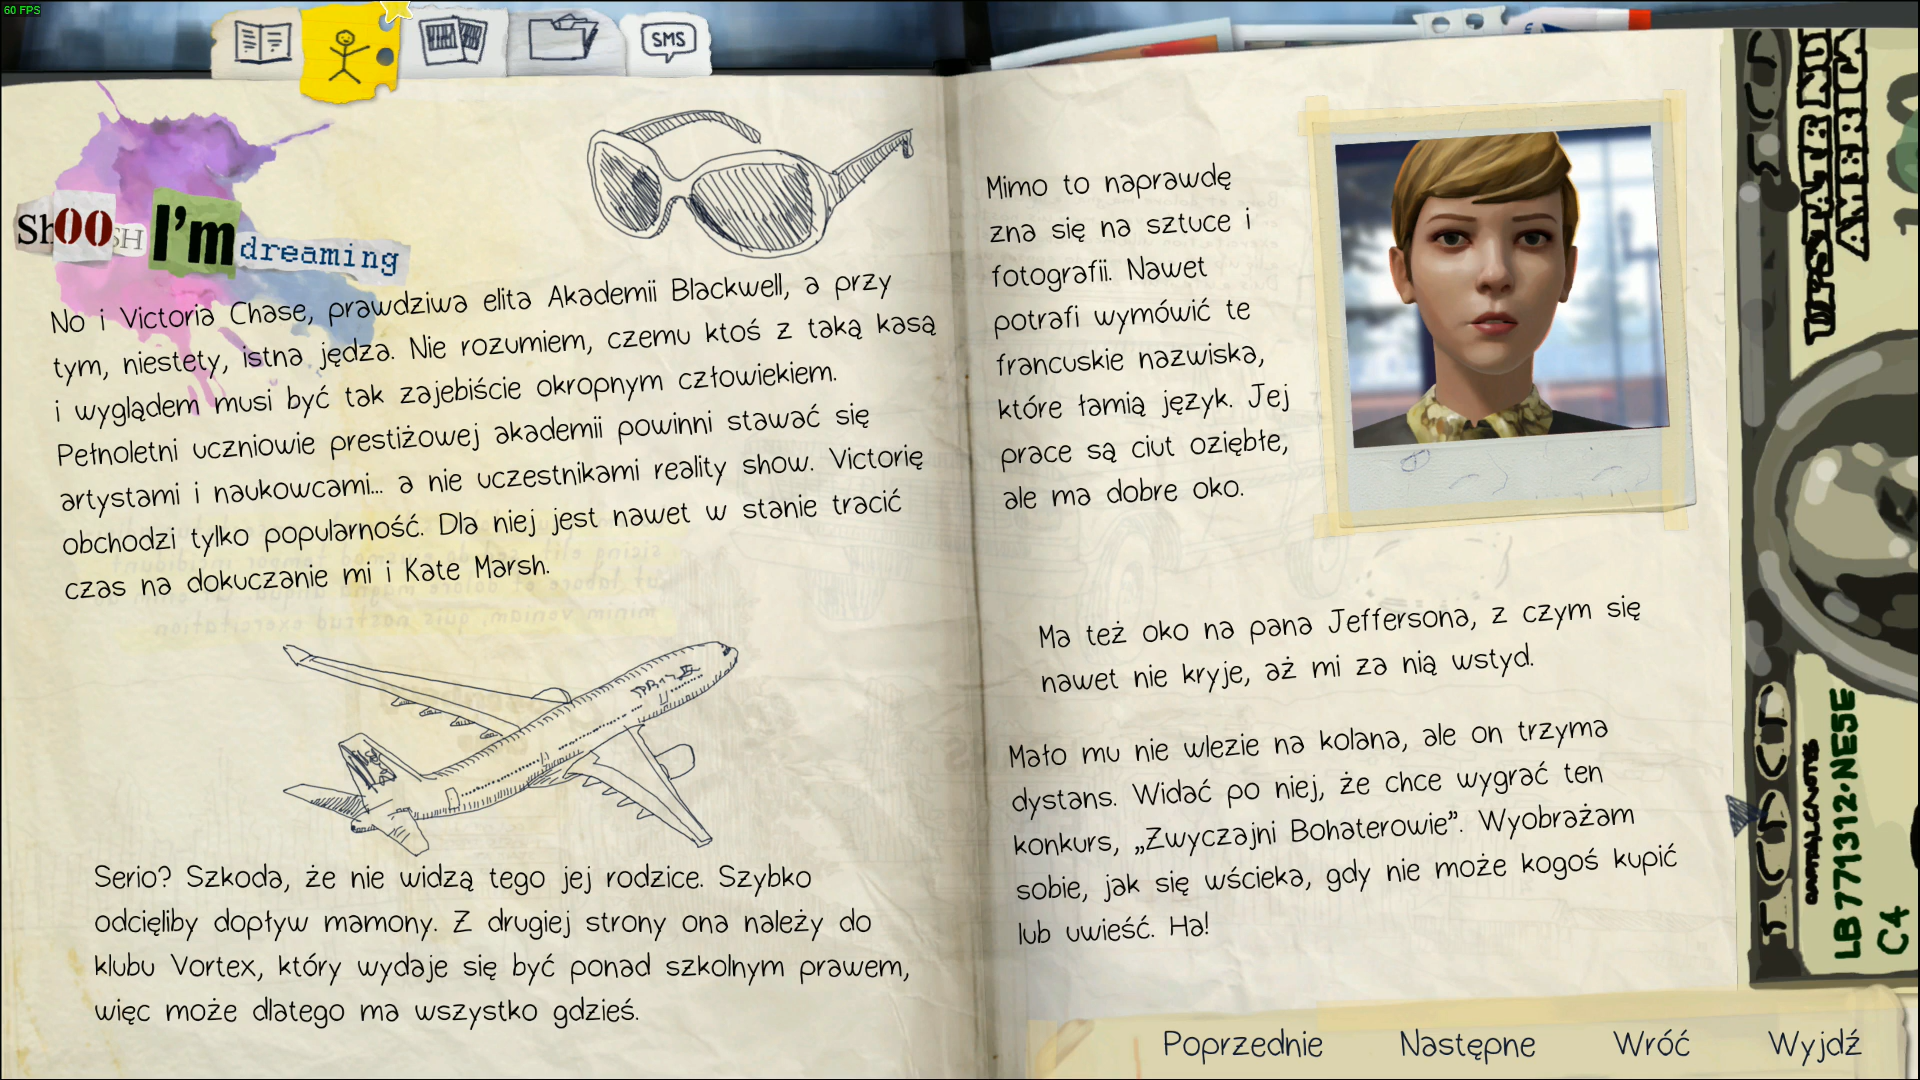 60 FPS
SMS
ShOOSH I'm dreaming
No i Victoria Chase, prawdziwa elita Akademii Blackwell, a przy
tym, niestety, istna jędza. Nie rozumiem, czemu ktoś z taką kasą
i wyglądem musi być tak zajebiście okropnym człowiekiem.
Pełnoletni uczniowie prestiżowej akademii powinni stawać się
artystami i naukowcami... a nie uczestnikami reality show. Victorię
obchodzi tylko popularność. Dla niej jest nawet w stanie tracić
czas na dokuczanie mi i Kate Marsh.
Serio? Szkoda, że nie widzą tego jej rodzice. Szybko
odcięliby dopływ mamony. Z drugiej strony ona należy do
klubu Vortex, który wydaje się być ponad szkolnym prawem,
więc może dlatego ma wszystko gdzieś.
Mimo to naprawdę
zna się na sztuce i
fotografii. Nawet
potrafi wymówić te
francuskie nazwiska,
które łamią język. Jej
prace są ciut oziębłe,
ale ma dobre oko.
Ma też oko na pana Jeffersona, z czym się
nawet nie kryje, aż mi za nią wstyd.
Mało mu nie wlezie na kolana, ale on trzyma
dystans. Widać po niej, że chce wygrać ten
konkurs, „Zwyczajni Bohaterowie”. Wyobrażam
sobie, jak się wścieka, gdy nie może kogoś kupić
lub uwieść. Ha!
AMERICA
LB771312·NE5E
C4
Poprzednie Następne Wróć Wyjdź